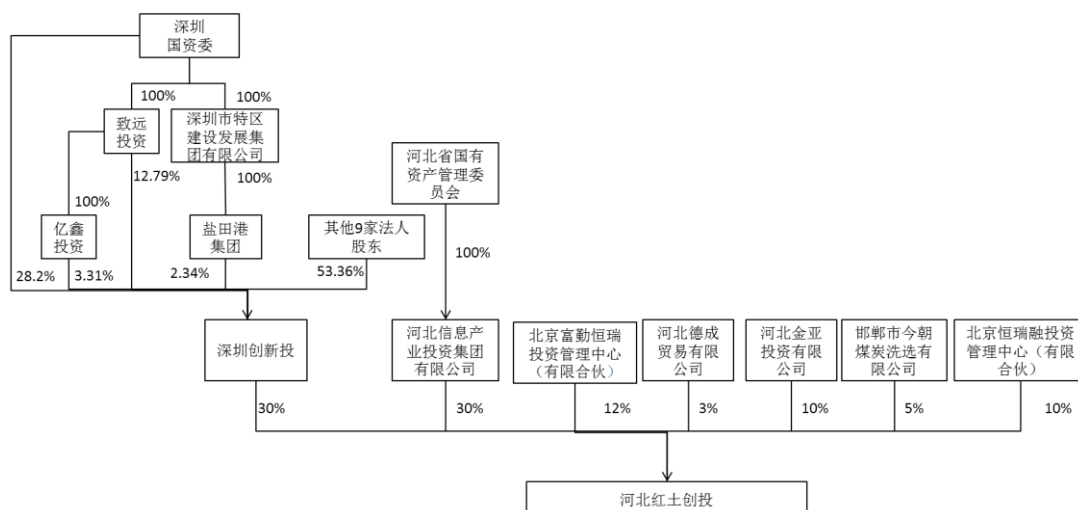 深圳
国资委
100%
100%
致远
投资
深圳市特区
建设发展集
团有限公司
河北省国有
资产管理委
员会
12.79%
100%
100%
亿鑫
投资
盐田港
集团
其他9家法人
股东
100%
28.2%
3.31%
2.34%
53.36%
深圳创新投
河北信息产
业投资集团
有限公司
北京富勤恒瑞
投资管理中心
（有限合伙）
河北德成
贸易有限
公司
河北金亚
投资有限
公司
邯郸市今朝
煤炭洗选有
限公司
北京恒瑞融投资
管理中心（有限
合伙）
30%
30%
12%
3%
10%
5%
10%
河北红土创投